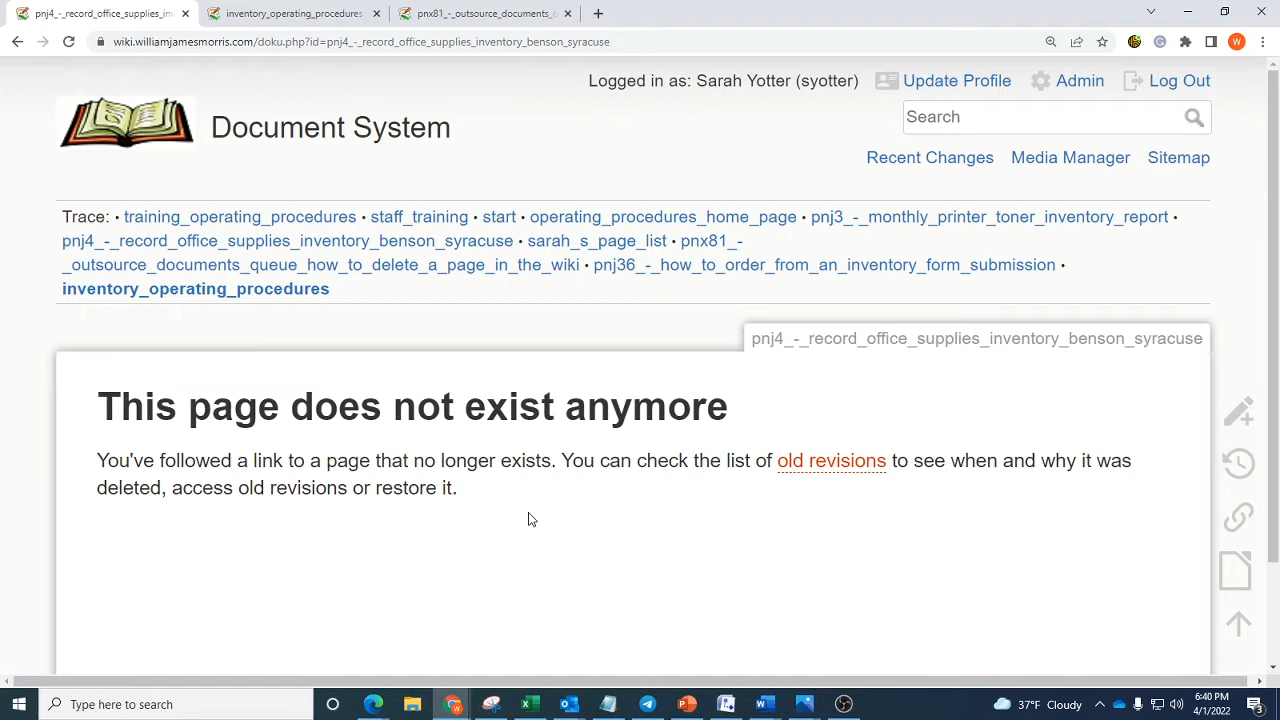 pnj4_-_record_office_supplies_inv
inventory_operating_procedures
pnx81_-_outsource_documents_c
wiki.williamjamesmorris.com/doku.php?id=pnj4_-_record_office_supplies_inventory_benson_syracuse
W
Logged in as: Sarah Yotter (syotter) Update Profile Admin Log Out
Document System
Search
Recent Changes Media Manager Sitemap
Trace: • training_operating_procedures • staff_training • start • operating_procedures_home_page • pnj3_-_monthly_printer_toner_inventory_report •
pnj4_-_record_office_supplies_inventory_benson_syracuse • sarah_s_page_list • pnx81_-
_outsource_documents_queue_how_to_delete_a_page_in_the_wiki • pnj36_-_how_to_order_from_an_inventory_form_submission •
inventory_operating_procedures
pnj4_-_record_office_supplies_inventory_benson_syracuse
This page does not exist anymore
You've followed a link to a page that no longer exists. You can check the list of old revisions to see when and why it was
deleted, access old revisions or restore it.
Type here to search
37°F Cloudy
6:40 PM
4/1/2022